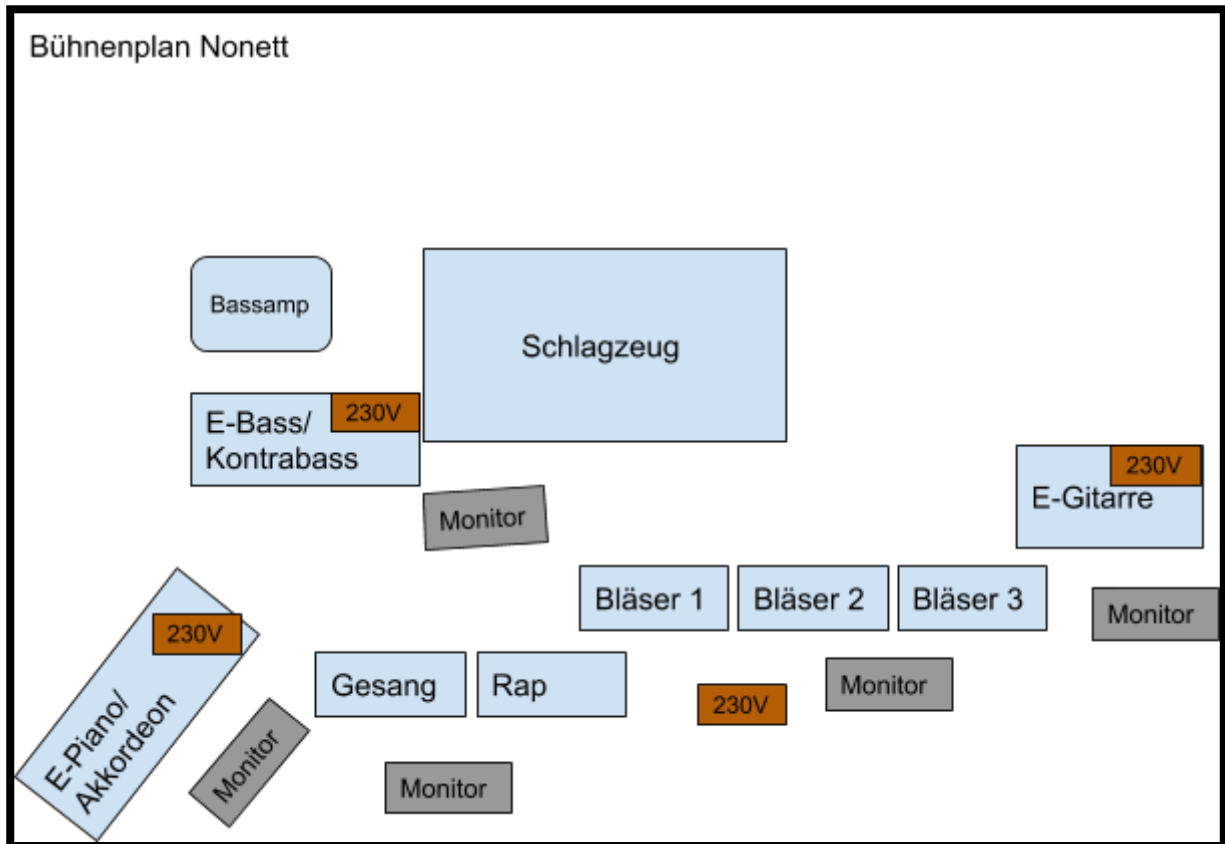 Bühnenplan Nonett
Bassamp
Schlagzeug
E-Bass/
Kontrabass
230V
Monitor
230V
E-Gitarre
Bläser 1
Bläser 2
Bläser 3
Monitor
230V
E-Piano/
Akkordeon
Gesang
Rap
230V
Monitor
Monitor
Monitor